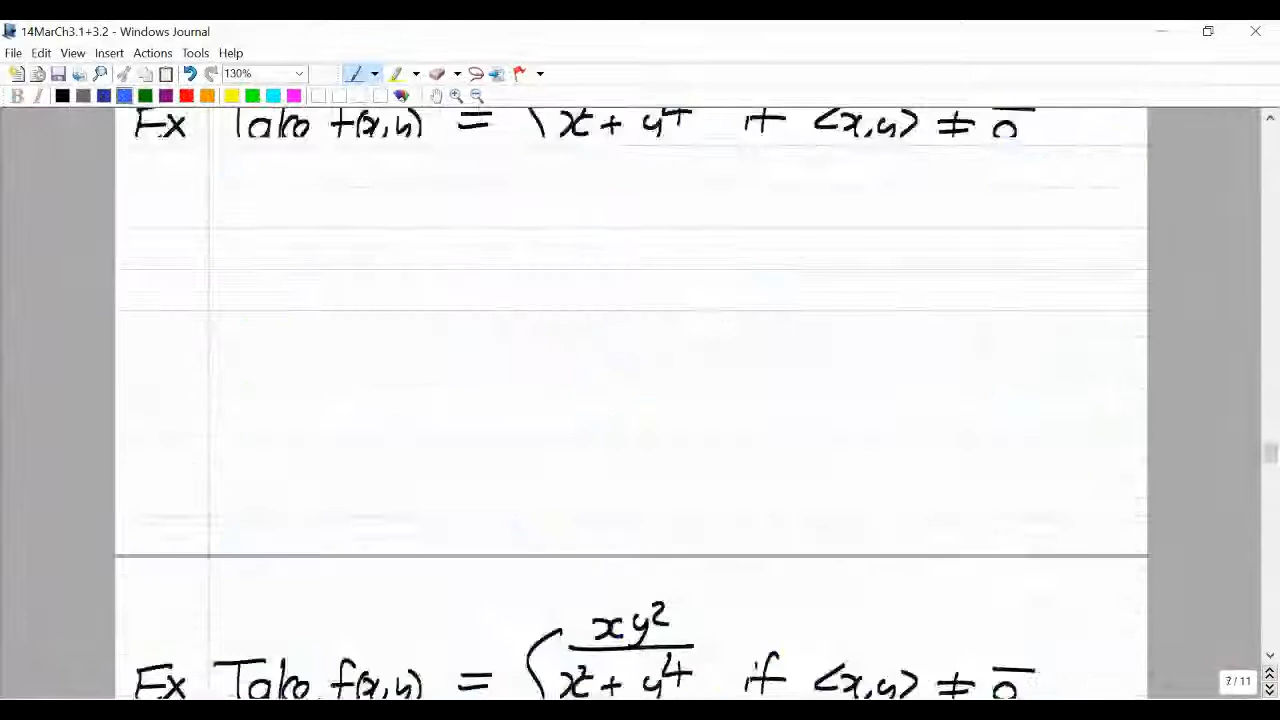 14MarCh3.1+3.2 - Windows Journal
File Edit View Insert Actions Tools Help
130%
B I
Ex Take f(x,y) = { x²+ y⁴ if <x,y> ≠ 0̅
xy²
Ex Take f(x,y) = { x²+ y⁴ if <x,y> ≠ 0̅
7 / 11